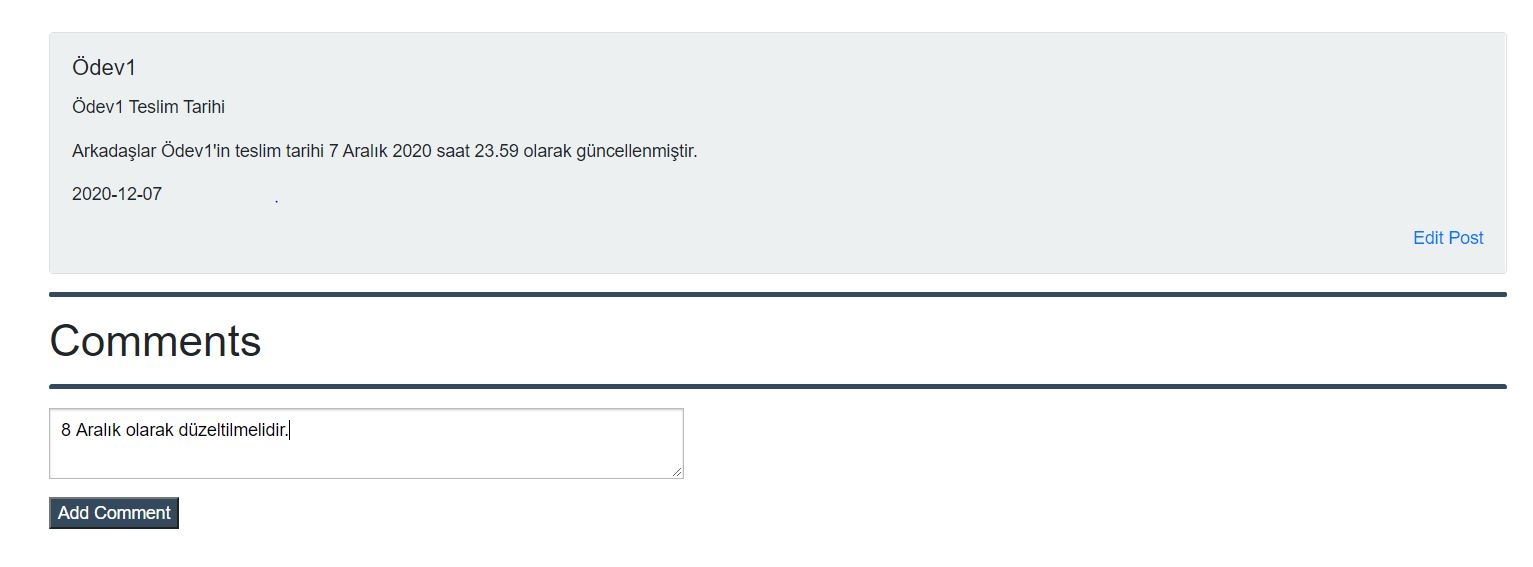 Ödev1
Ödev1 Teslim Tarihi
Arkadaşlar Ödev1'in teslim tarihi 7 Aralık 2020 saat 23.59 olarak güncellenmiştir.
2020-12-07
.
Edit Post
Comments
8 Aralık olarak düzeltilmelidir.
Add Comment